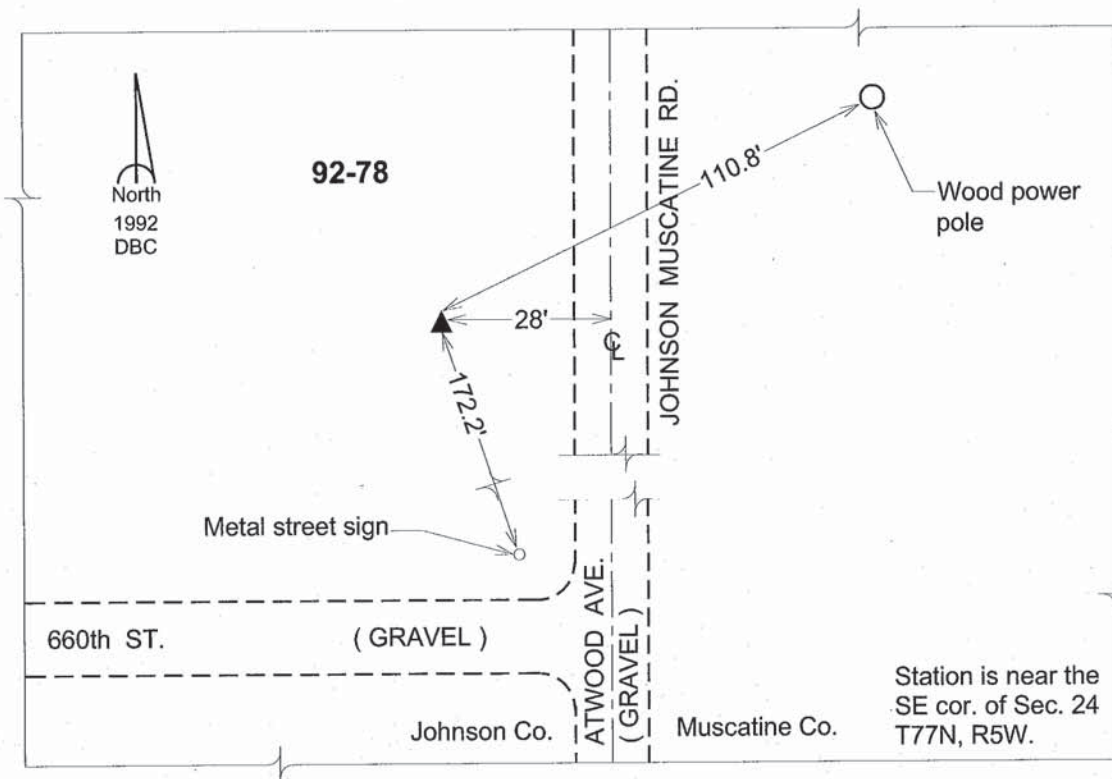 92-78
North
1992
DBC
JOHNSON MUSCATINE RD.
110.8'
Wood power
pole
28'
CL
172.2'
Metal street sign
660th ST.
( GRAVEL )
ATWOOD AVE.
( GRAVEL )
Johnson Co.
Muscatine Co.
Station is near the
SE cor. of Sec. 24
T77N, R5W.